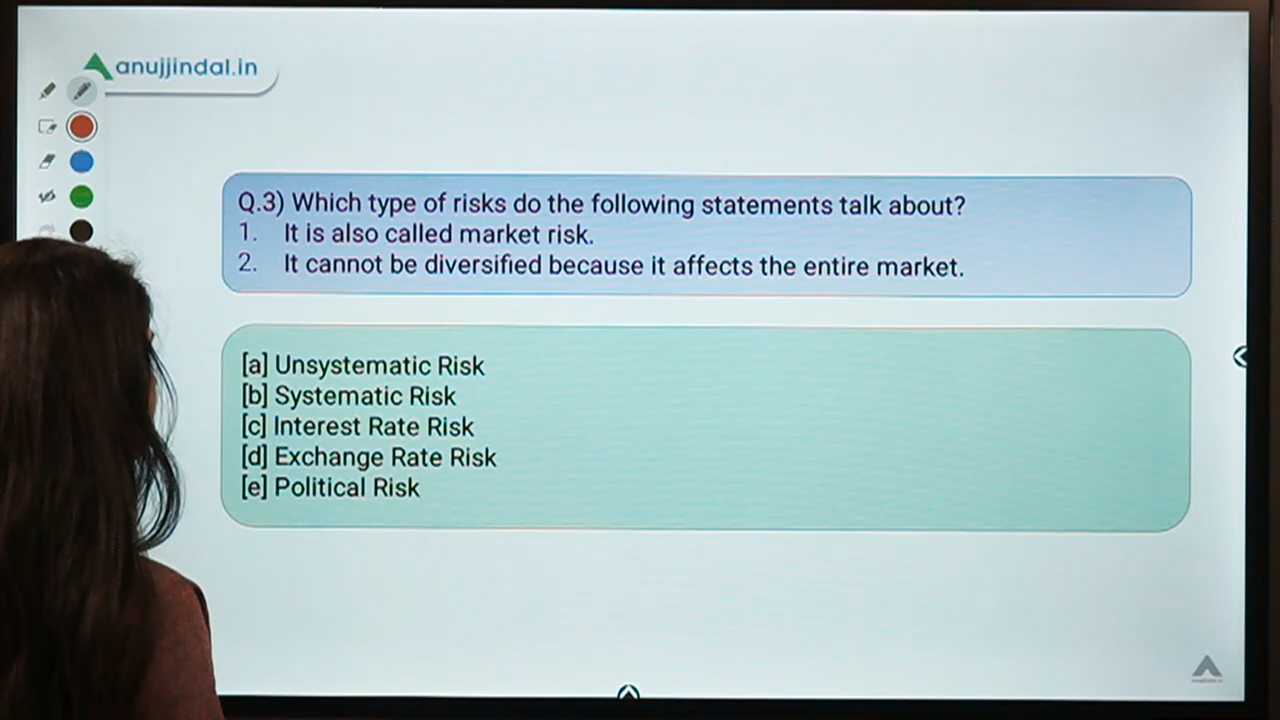 anujjindal.in
Q.3) Which type of risks do the following statements talk about?
1. It is also called market risk.
2. It cannot be diversified because it affects the entire market.
[a] Unsystematic Risk
[b] Systematic Risk
[c] Interest Rate Risk
[d] Exchange Rate Risk
[e] Political Risk